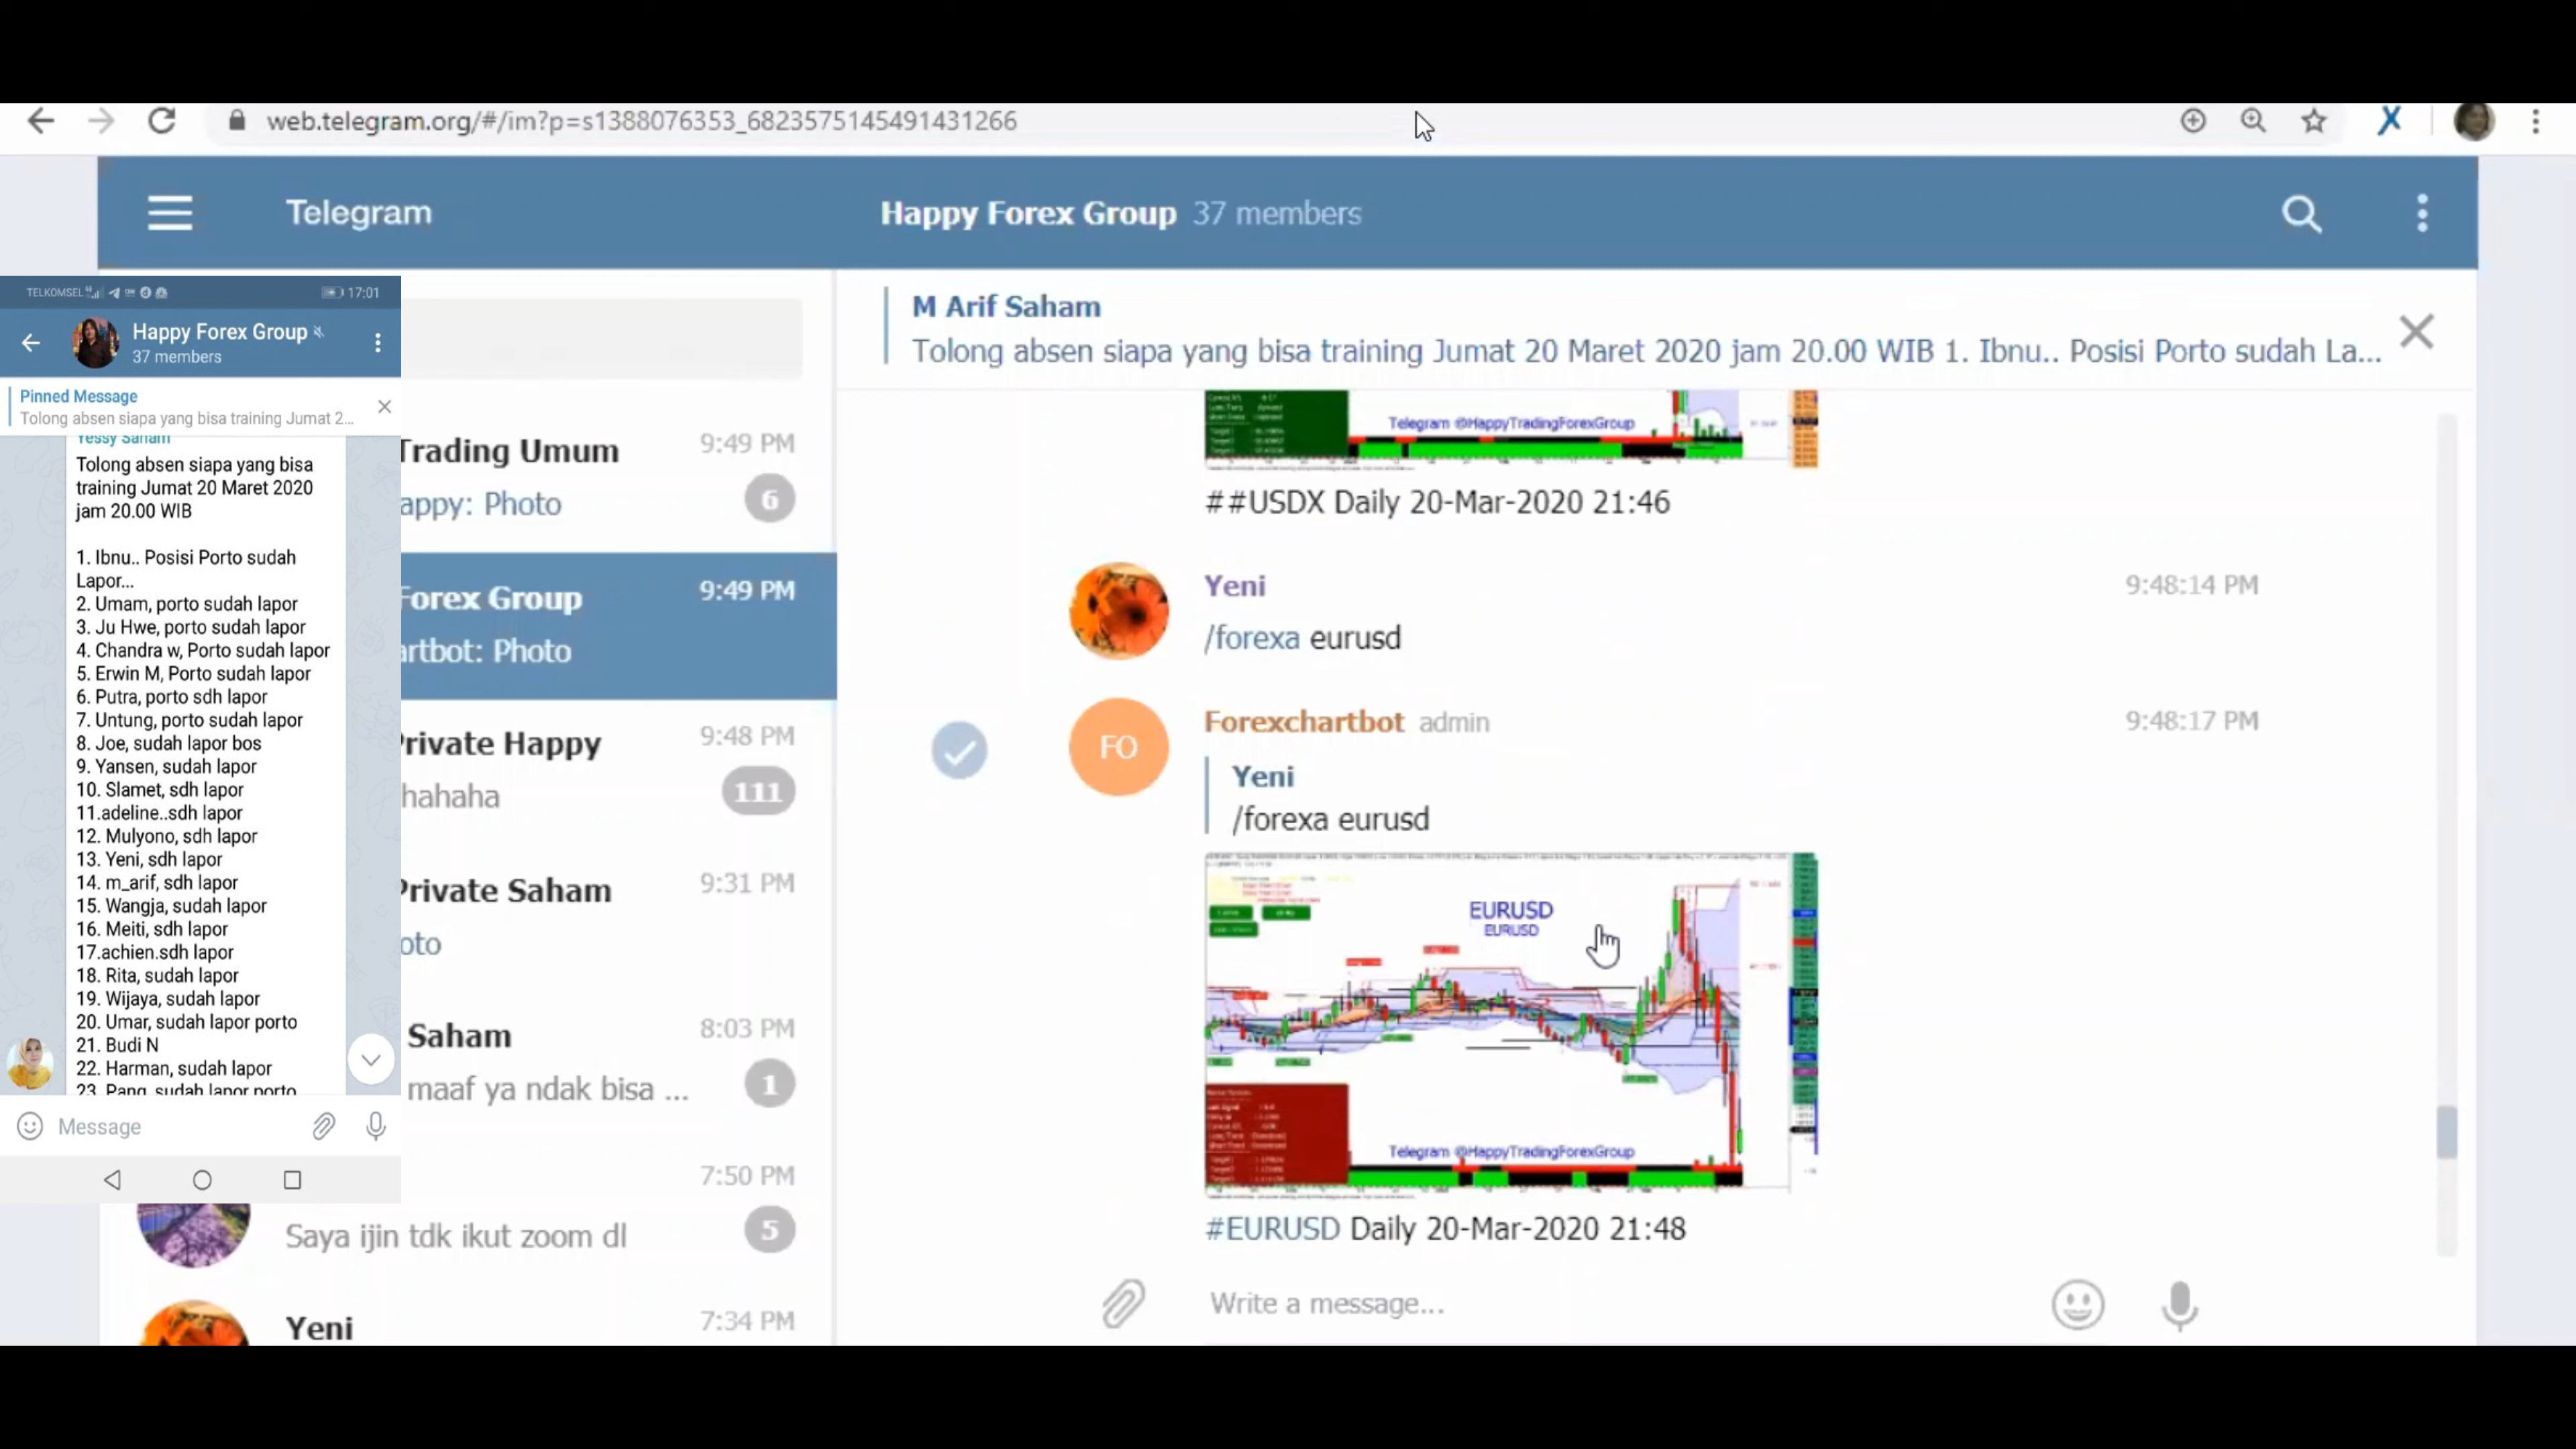 web.telegram.org/#/im?p=s1388076353_6823575145491431266
Telegram
Happy Forex Group 37 members
TELKOMSEL
17:01
Happy Forex Group
37 members
Pinned Message
Tolong absen siapa yang bisa training Jumat 2...
Yessy Saham
Tolong absen siapa yang bisa
training Jumat 20 Maret 2020
jam 20.00 WIB
1. Ibnu.. Posisi Porto sudah
Lapor...
2. Umam, porto sudah lapor
3. Ju Hwe, porto sudah lapor
4. Chandra w, Porto sudah lapor
5. Erwin M, Porto sudah lapor
6. Putra, porto sdh lapor
7. Untung, porto sudah lapor
8. Joe, sudah lapor bos
9. Yansen, sudah lapor
10. Slamet, sdh lapor
11.adeline..sdh lapor
12. Mulyono, sdh lapor
13. Yeni, sdh lapor
14. m_arif, sdh lapor
15. Wangja, sudah lapor
16. Meiti, sdh lapor
17.achien.sdh lapor
18. Rita, sudah lapor
19. Wijaya, sudah lapor
20. Umar, sudah lapor porto
21. Budi N
22. Harman, sudah lapor
23. Pang, sudah lapor porto
Message
Trading Umum 9:49 PM
appy: Photo 6
Forex Group 9:49 PM
artbot: Photo
Private Happy 9:48 PM
hahaha 111
Private Saham 9:31 PM
oto
Saham 8:03 PM
maaf ya ndak bisa ... 1
7:50 PM
Saya ijin tdk ikut zoom dl 5
Yeni 7:34 PM
M Arif Saham
Tolong absen siapa yang bisa training Jumat 20 Maret 2020 jam 20.00 WIB 1. Ibnu.. Posisi Porto sudah La...
Telegram @HappyTradingForexGroup
##USDX Daily 20-Mar-2020 21:46
Yeni 9:48:14 PM
/forexa eurusd
FO
Forexchartbot admin 9:48:17 PM
Yeni
/forexa eurusd
EURUSD
EURUSD
Telegram @HappyTradingForexGroup
#EURUSD Daily 20-Mar-2020 21:48
Write a message...